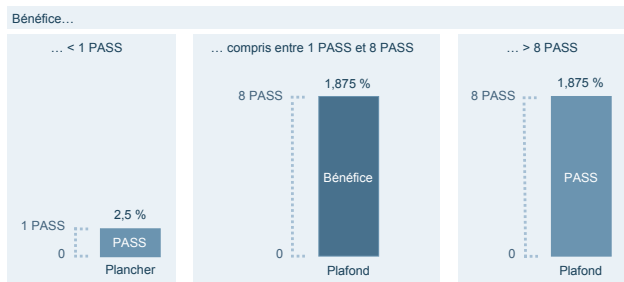 Bénéfice…
… < 1 PASS
1 PASS
0
2,5 %
PASS
Plancher
… compris entre 1 PASS et 8 PASS
8 PASS
0
1,875 %
Bénéfice
Plafond
… > 8 PASS
8 PASS
0
1,875 %
PASS
Plafond